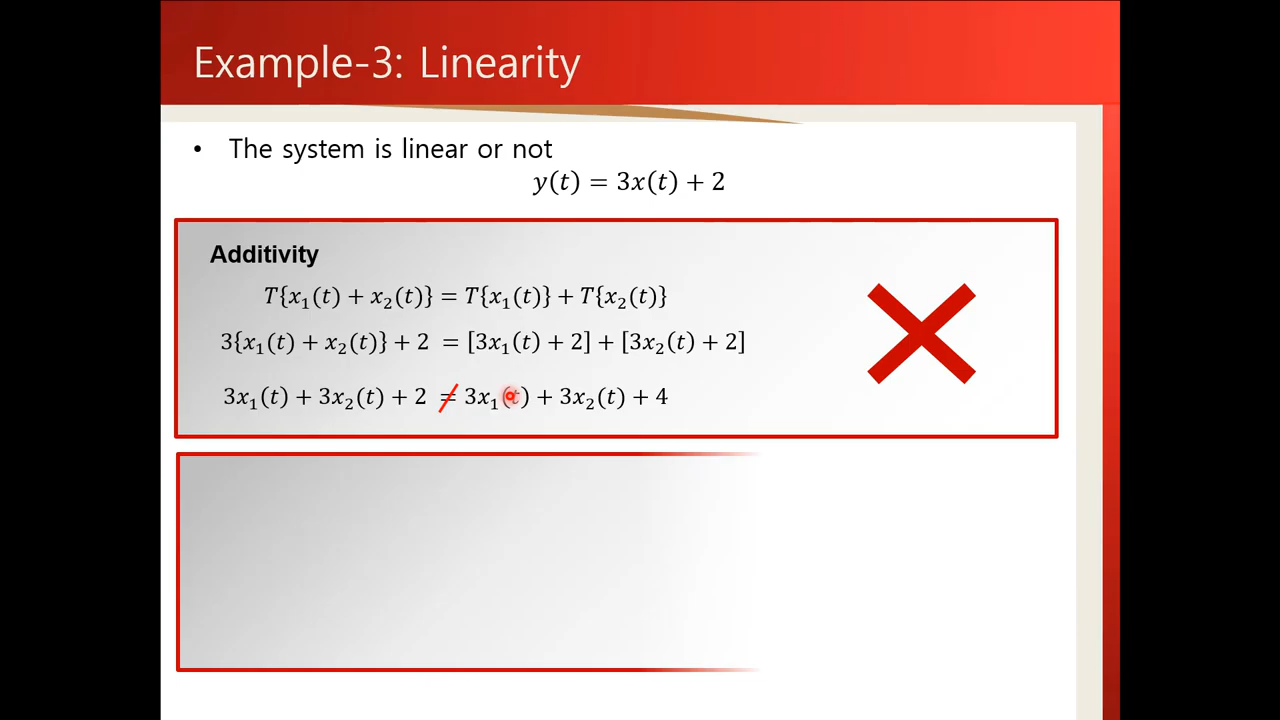 Example-3: Linearity
• The system is linear or not
y(t) = 3x(t) + 2
Additivity
T{x₁(t) + x₂(t)} = T{x₁(t)} + T{x₂(t)}
3{x₁(t) + x₂(t)} + 2 = [3x₁(t) + 2] + [3x₂(t) + 2]
3x₁(t) + 3x₂(t) + 2 ≠ 3x₁(t) + 3x₂(t) + 4